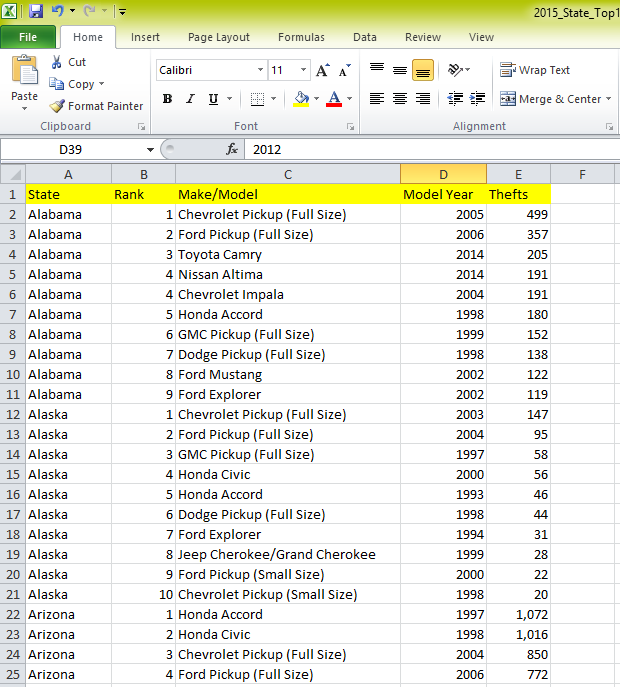 2015_State_Top1
File Home Insert Page Layout Formulas Data Review View
Cut
Copy
Format Painter
Paste
Calibri 11 A A
B I U A
Wrap Text
Merge & Center
Clipboard Font Alignment
D39 fx 2012
A B C D E F
1 State Rank Make/Model Model Year Thefts
2 Alabama 1 Chevrolet Pickup (Full Size) 2005 499
3 Alabama 2 Ford Pickup (Full Size) 2006 357
4 Alabama 3 Toyota Camry 2014 205
5 Alabama 4 Nissan Altima 2014 191
6 Alabama 4 Chevrolet Impala 2004 191
7 Alabama 5 Honda Accord 1998 180
8 Alabama 6 GMC Pickup (Full Size) 1999 152
9 Alabama 7 Dodge Pickup (Full Size) 1998 138
10 Alabama 8 Ford Mustang 2002 122
11 Alabama 9 Ford Explorer 2002 119
12 Alaska 1 Chevrolet Pickup (Full Size) 2003 147
13 Alaska 2 Ford Pickup (Full Size) 2004 95
14 Alaska 3 GMC Pickup (Full Size) 1997 58
15 Alaska 4 Honda Civic 2000 56
16 Alaska 5 Honda Accord 1993 46
17 Alaska 6 Dodge Pickup (Full Size) 1998 44
18 Alaska 7 Ford Explorer 1994 31
19 Alaska 8 Jeep Cherokee/Grand Cherokee 1999 28
20 Alaska 9 Ford Pickup (Small Size) 2000 22
21 Alaska 10 Chevrolet Pickup (Small Size) 1998 20
22 Arizona 1 Honda Accord 1997 1,072
23 Arizona 2 Honda Civic 1998 1,016
24 Arizona 3 Chevrolet Pickup (Full Size) 2004 850
25 Arizona 4 Ford Pickup (Full Size) 2006 772